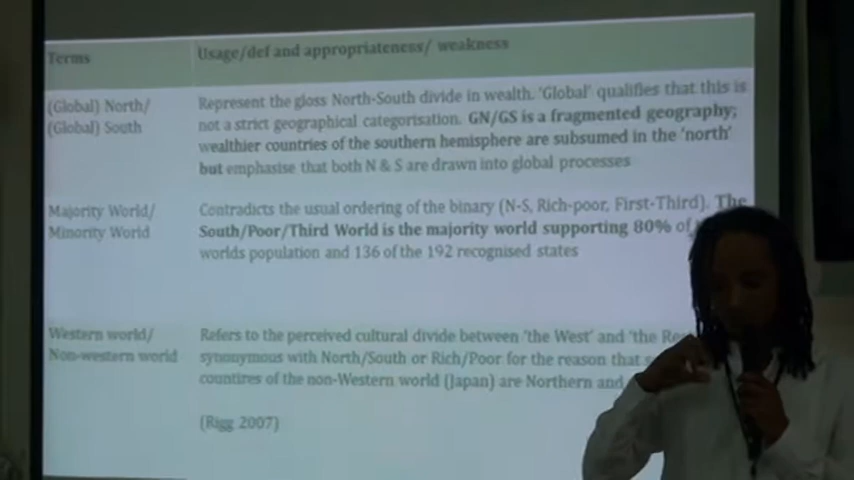 Terms
Usage/def and appropriateness/ weakness
(Global) North/
(Global) South
Represent the gloss North-South divide in wealth. 'Global' qualifies that this is
not a strict geographical categorisation. GN/GS is a fragmented geography;
wealthier countries of the southern hemisphere are subsumed in the 'north'
but emphasise that both N & S are drawn into global processes
Majority World/
Minority World
Contradicts the usual ordering of the binary (N-S, Rich-poor, First-Third). The
South/Poor/Third World is the majority world supporting 80% of
worlds population and 136 of the 192 recognised states
Western world/
Non-western world
Refers to the perceived cultural divide between 'the West' and 'the
synonymous with North/South or Rich/Poor for the reason that
countires of the non-Western world (Japan) are Northern and
(Rigg 2007)